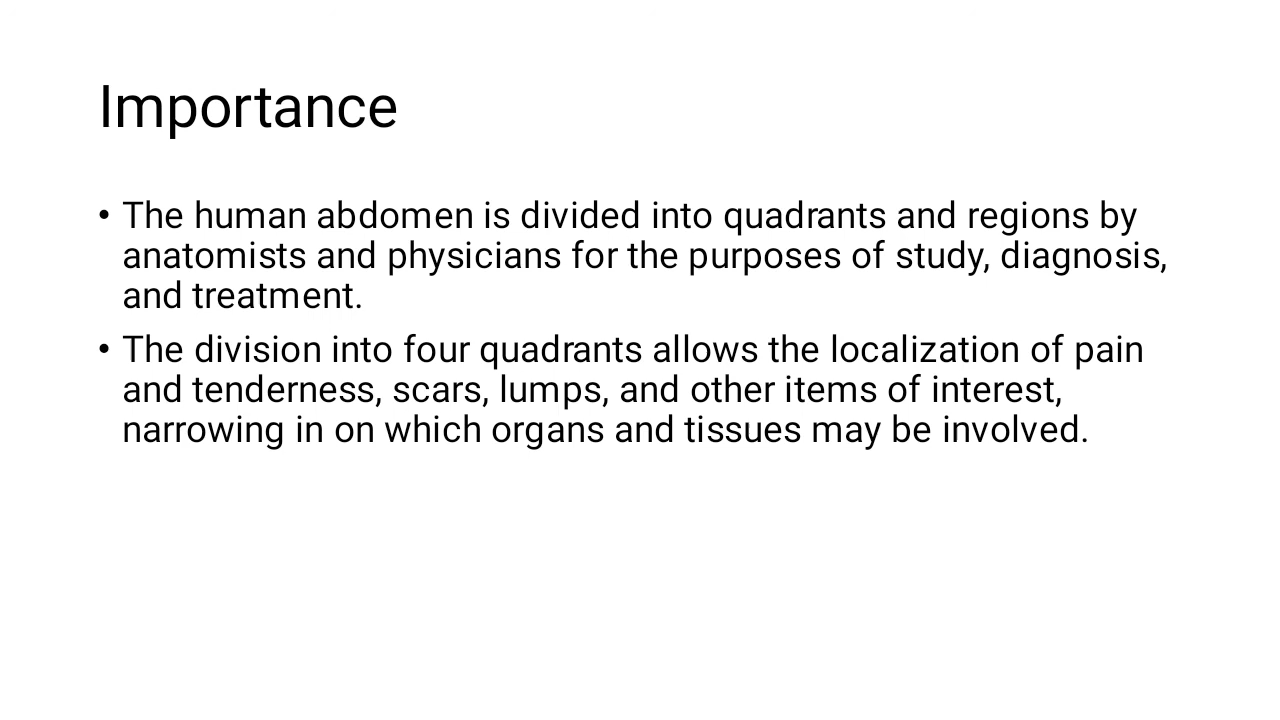 Importance
• The human abdomen is divided into quadrants and regions by
anatomists and physicians for the purposes of study, diagnosis,
and treatment.
• The division into four quadrants allows the localization of pain
and tenderness, scars, lumps, and other items of interest,
narrowing in on which organs and tissues may be involved.